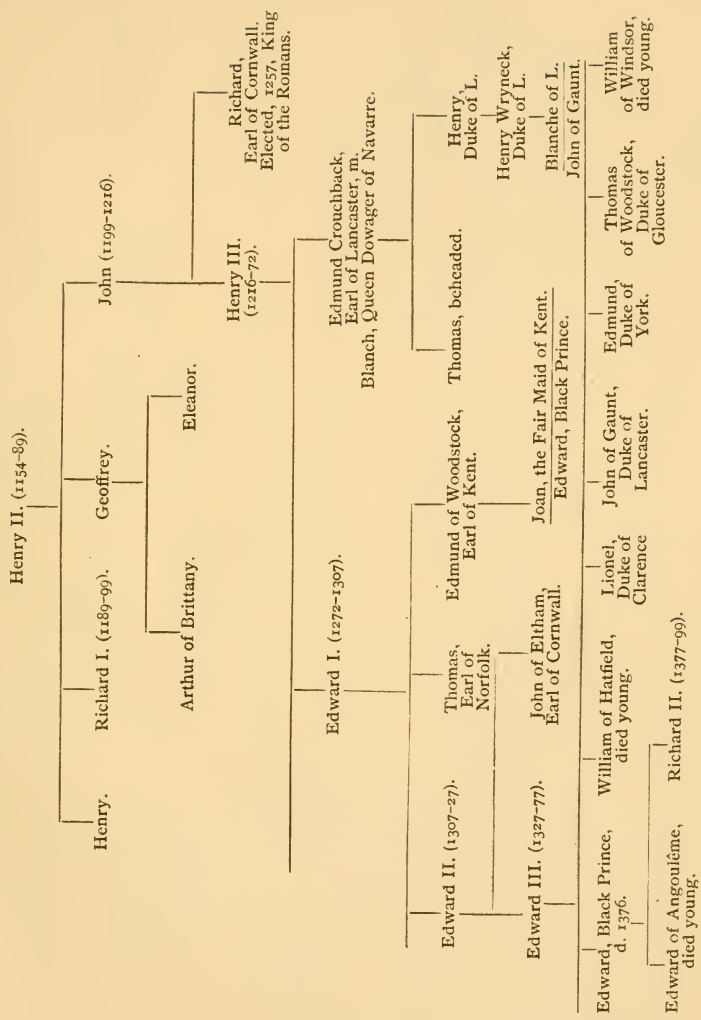 Henry II. (1154-89).
Henry.
Richard I. (1189-99).
Geoffrey.
John (1199-1216).
Arthur of Brittany.
Eleanor.
Henry III.
(1216-72).
Richard,
Earl of Cornwall.
Elected, 1257, King
of the Romans.
Edward I. (1272-1307).
Edmund Crouchback,
Earl of Lancaster, m.
Blanch, Queen Dowager of Navarre.
Edward II. (1307-27).
Thomas,
Earl of
Norfolk.
Edmund of Woodstock,
Earl of Kent.
Thomas, beheaded.
Henry,
Duke of L.
Henry Wryneck,
Duke of L.
Edward III. (1327-77).
John of Eltham,
Earl of Cornwall.
Joan, the Fair Maid of Kent.
Edward, Black Prince.
Blanche of L.
John of Gaunt.
Edward, Black Prince,
d. 1376.
William of Hatfield,
died young.
Lionel,
Duke of
Clarence
John of Gaunt,
Duke of
Lancaster.
Edmund,
Duke of
York.
Thomas
of Woodstock,
Duke of
Gloucester.
William
of Windsor,
died young.
Edward of Angoulême,
died young.
Richard II. (1377-99).